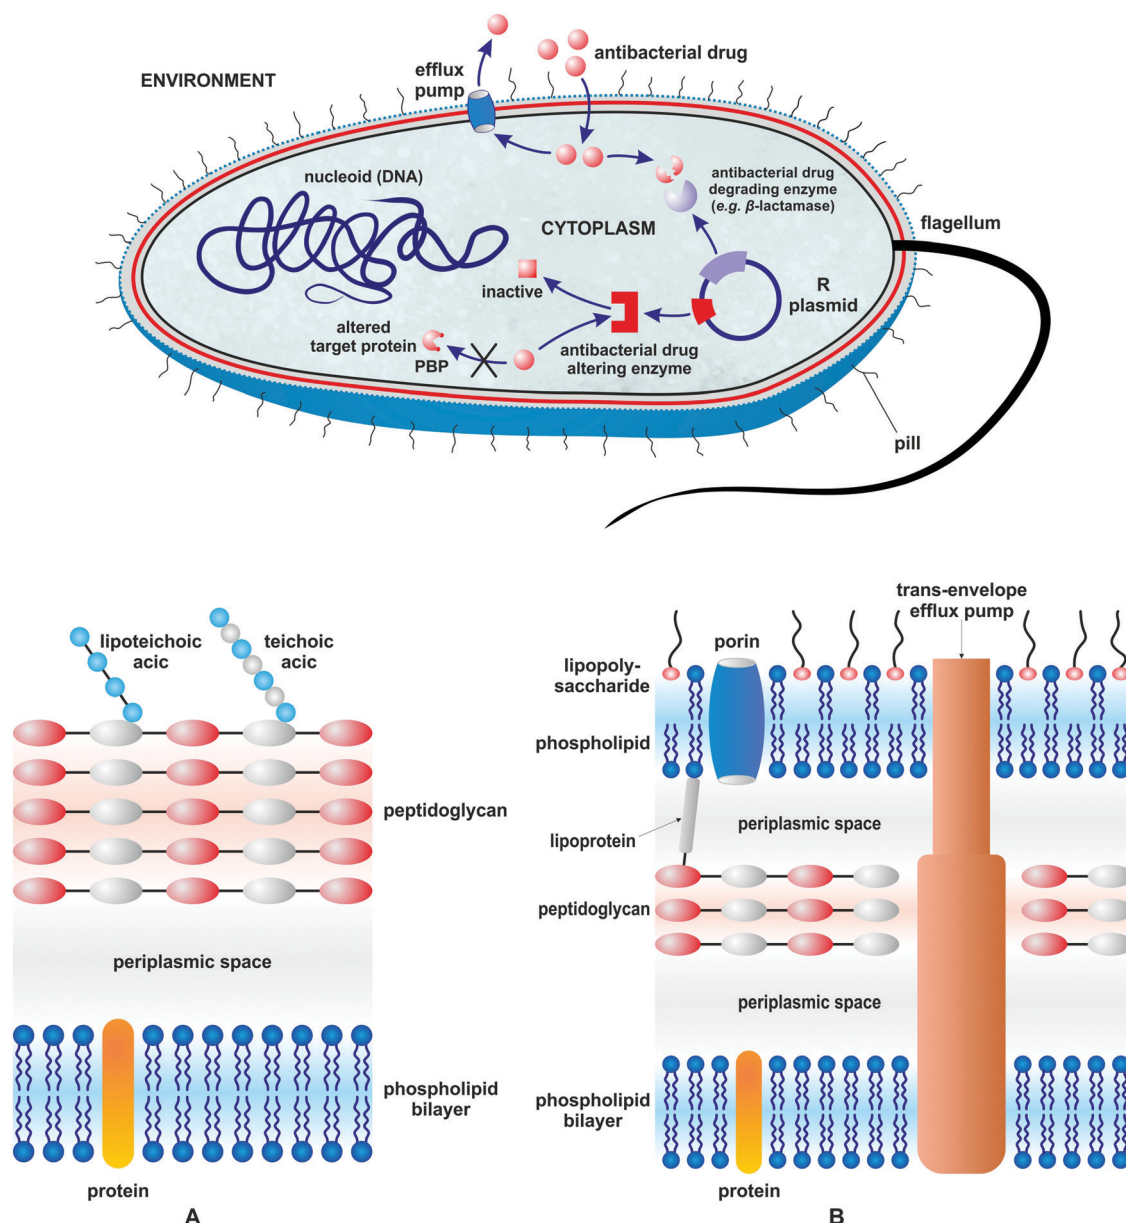 ENVIRONMENT
efflux
pump
antibacterial drug
nucleoid (DNA)
CYTOPLASM
antibacterial drug
degrading enzyme
(e.g. β-lactamase)
flagellum
inactive
R
plasmid
altered
target protein
PBP
antibacterial drug
altering enzyme
pill
lipoteichoic
acic
teichoic
acic
peptidoglycan
periplasmic space
phospholipid
bilayer
protein
A
trans-envelope
efflux pump
porin
lipopoly-
saccharide
phospholipid
periplasmic space
lipoprotein
peptidoglycan
periplasmic space
phospholipid
bilayer
protein
B